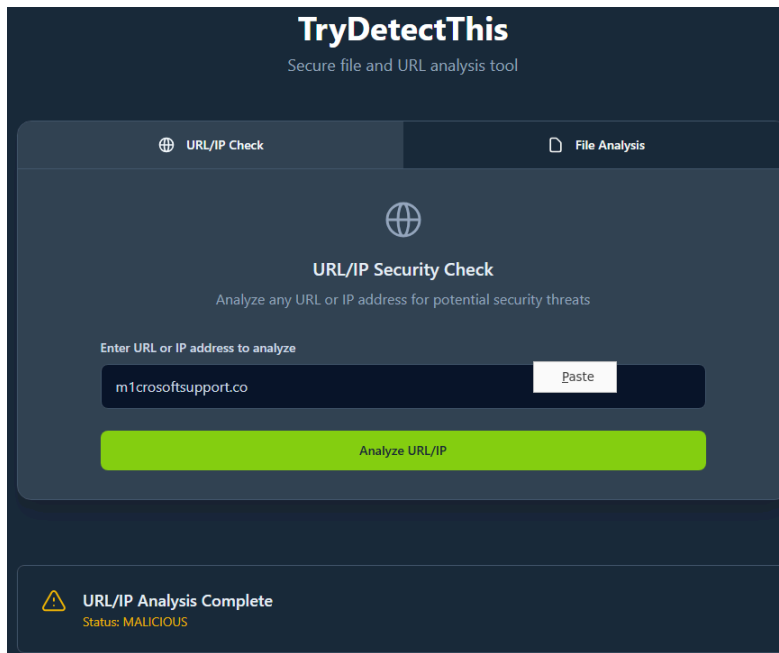 TryDetectThis
Secure file and URL analysis tool
URL/IP Check
File Analysis
URL/IP Security Check
Analyze any URL or IP address for potential security threats
Enter URL or IP address to analyze
m1crosoftsupport.co
Paste
Analyze URL/IP
URL/IP Analysis Complete
Status: MALICIOUS